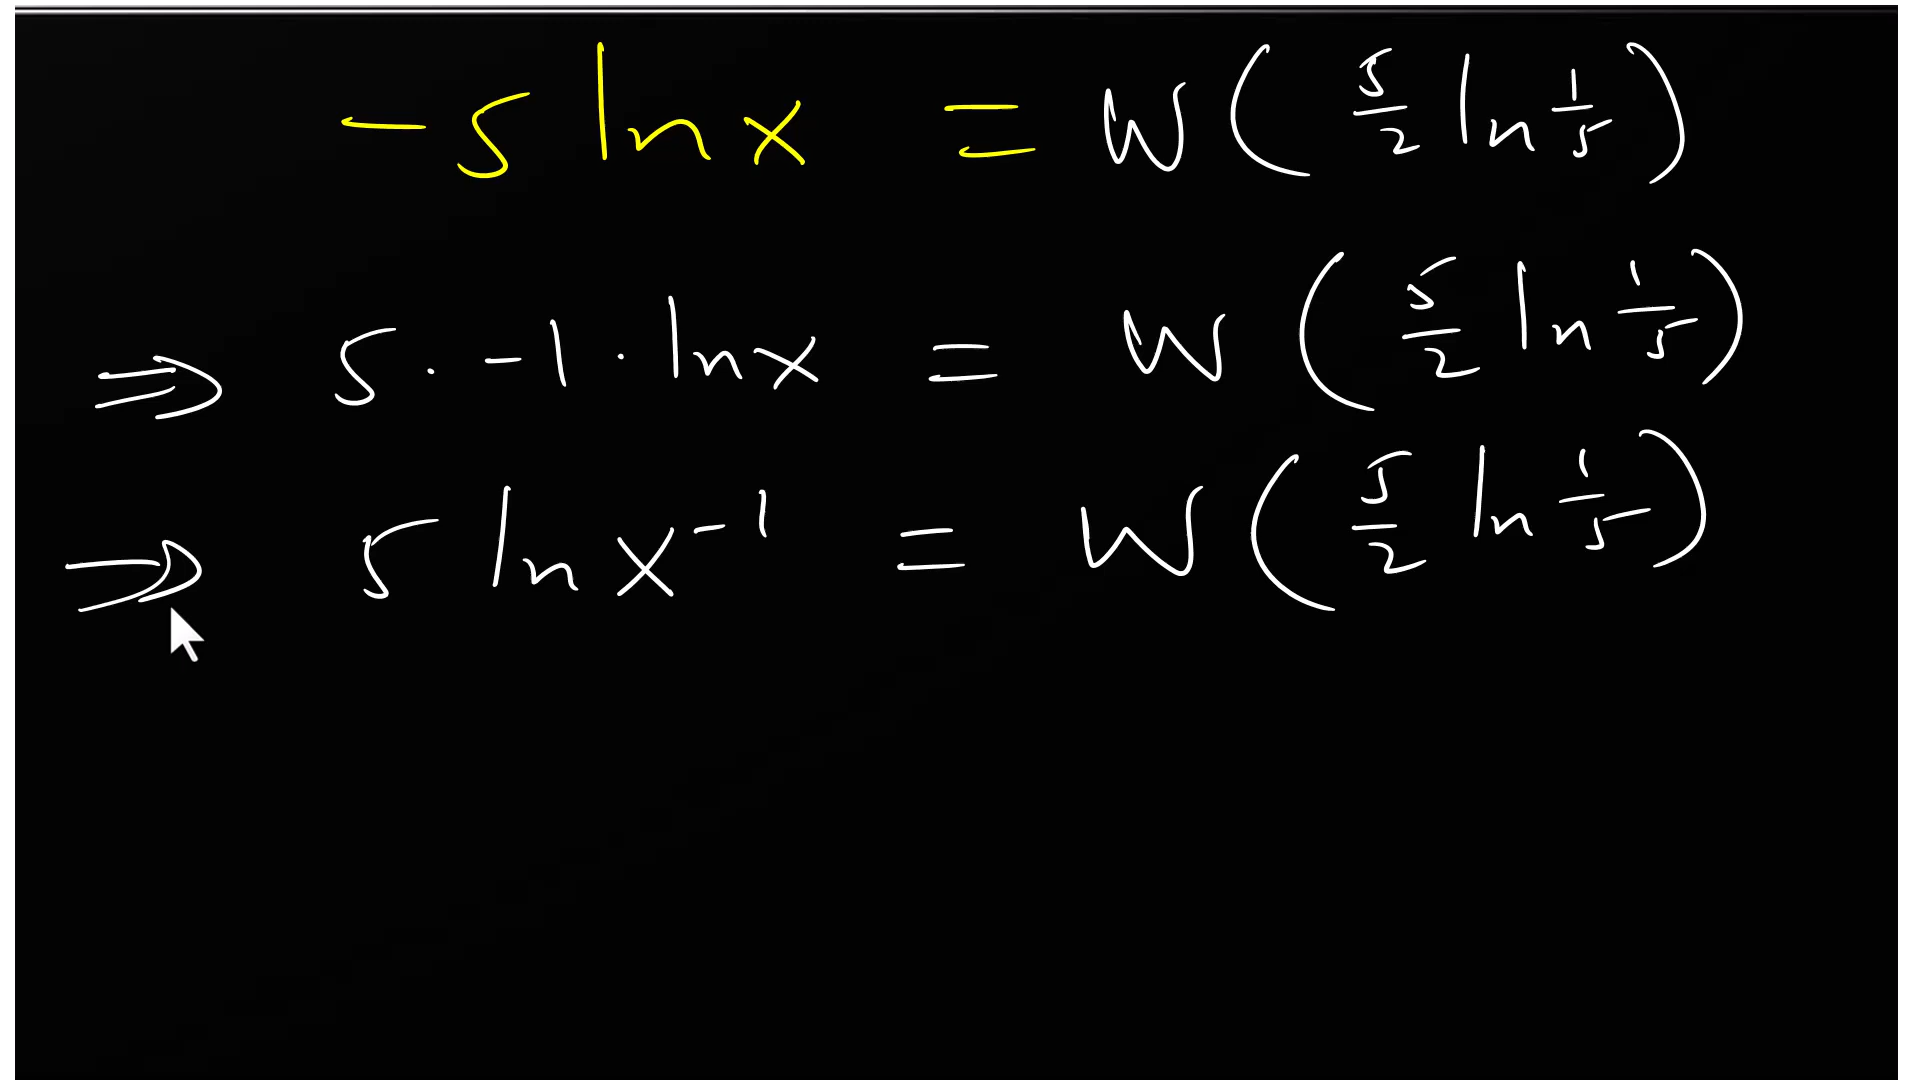 -5 ln x = W(5/2 ln 1/5)
⇒ 5 · -1 · ln x = W(5/2 ln 1/5)
⇒ 5 ln x⁻¹ = W(5/2 ln 1/5)